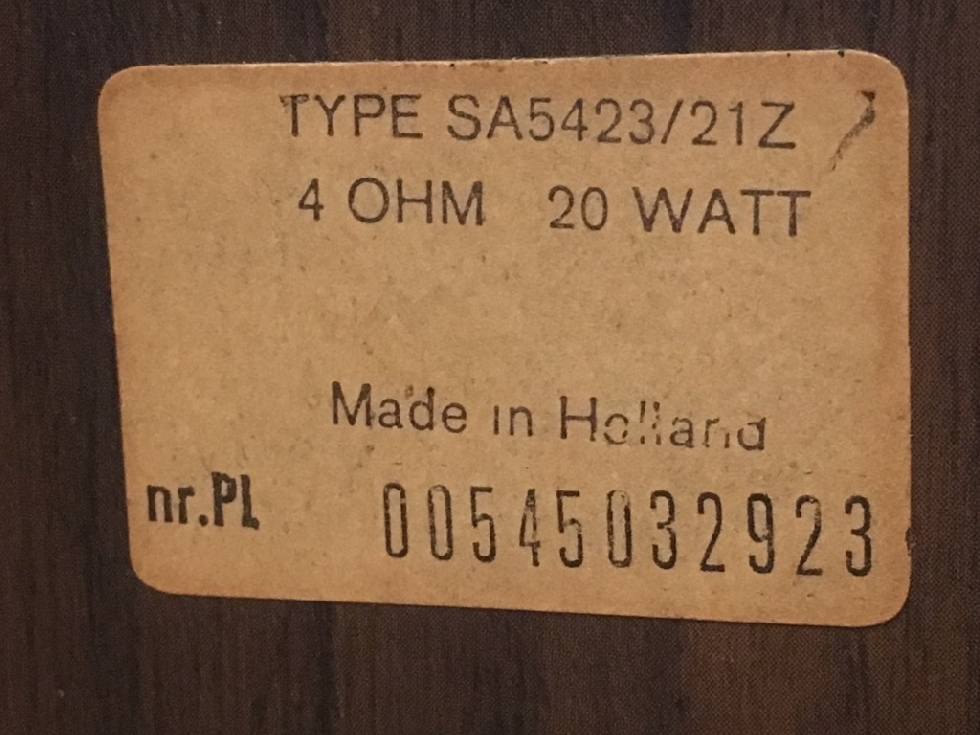 TYPE SA5423/21Z
4 OHM 20 WATT
Made in Holland
nr.PL 00545032923